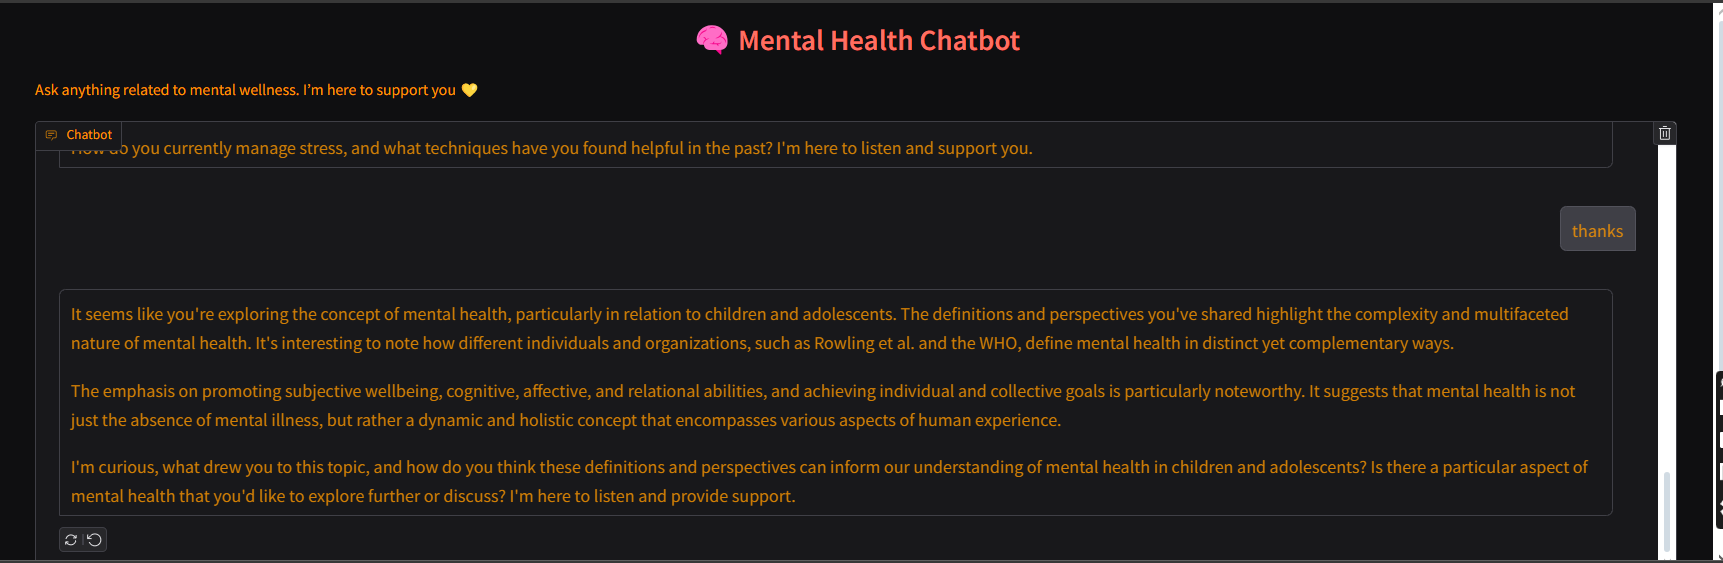 Mental Health Chatbot
Ask anything related to mental wellness. I'm here to support you
Chatbot
How do you currently manage stress, and what techniques have you found helpful in the past? I'm here to listen and support you.
thanks
It seems like you're exploring the concept of mental health, particularly in relation to children and adolescents. The definitions and perspectives you've shared highlight the complexity and multifaceted
nature of mental health. It's interesting to note how different individuals and organizations, such as Rowling et al. and the WHO, define mental health in distinct yet complementary ways.
The emphasis on promoting subjective wellbeing, cognitive, affective, and relational abilities, and achieving individual and collective goals is particularly noteworthy. It suggests that mental health is not
just the absence of mental illness, but rather a dynamic and holistic concept that encompasses various aspects of human experience.
I'm curious, what drew you to this topic, and how do you think these definitions and perspectives can inform our understanding of mental health in children and adolescents? Is there a particular aspect of
mental health that you'd like to explore further or discuss? I'm here to listen and provide support.